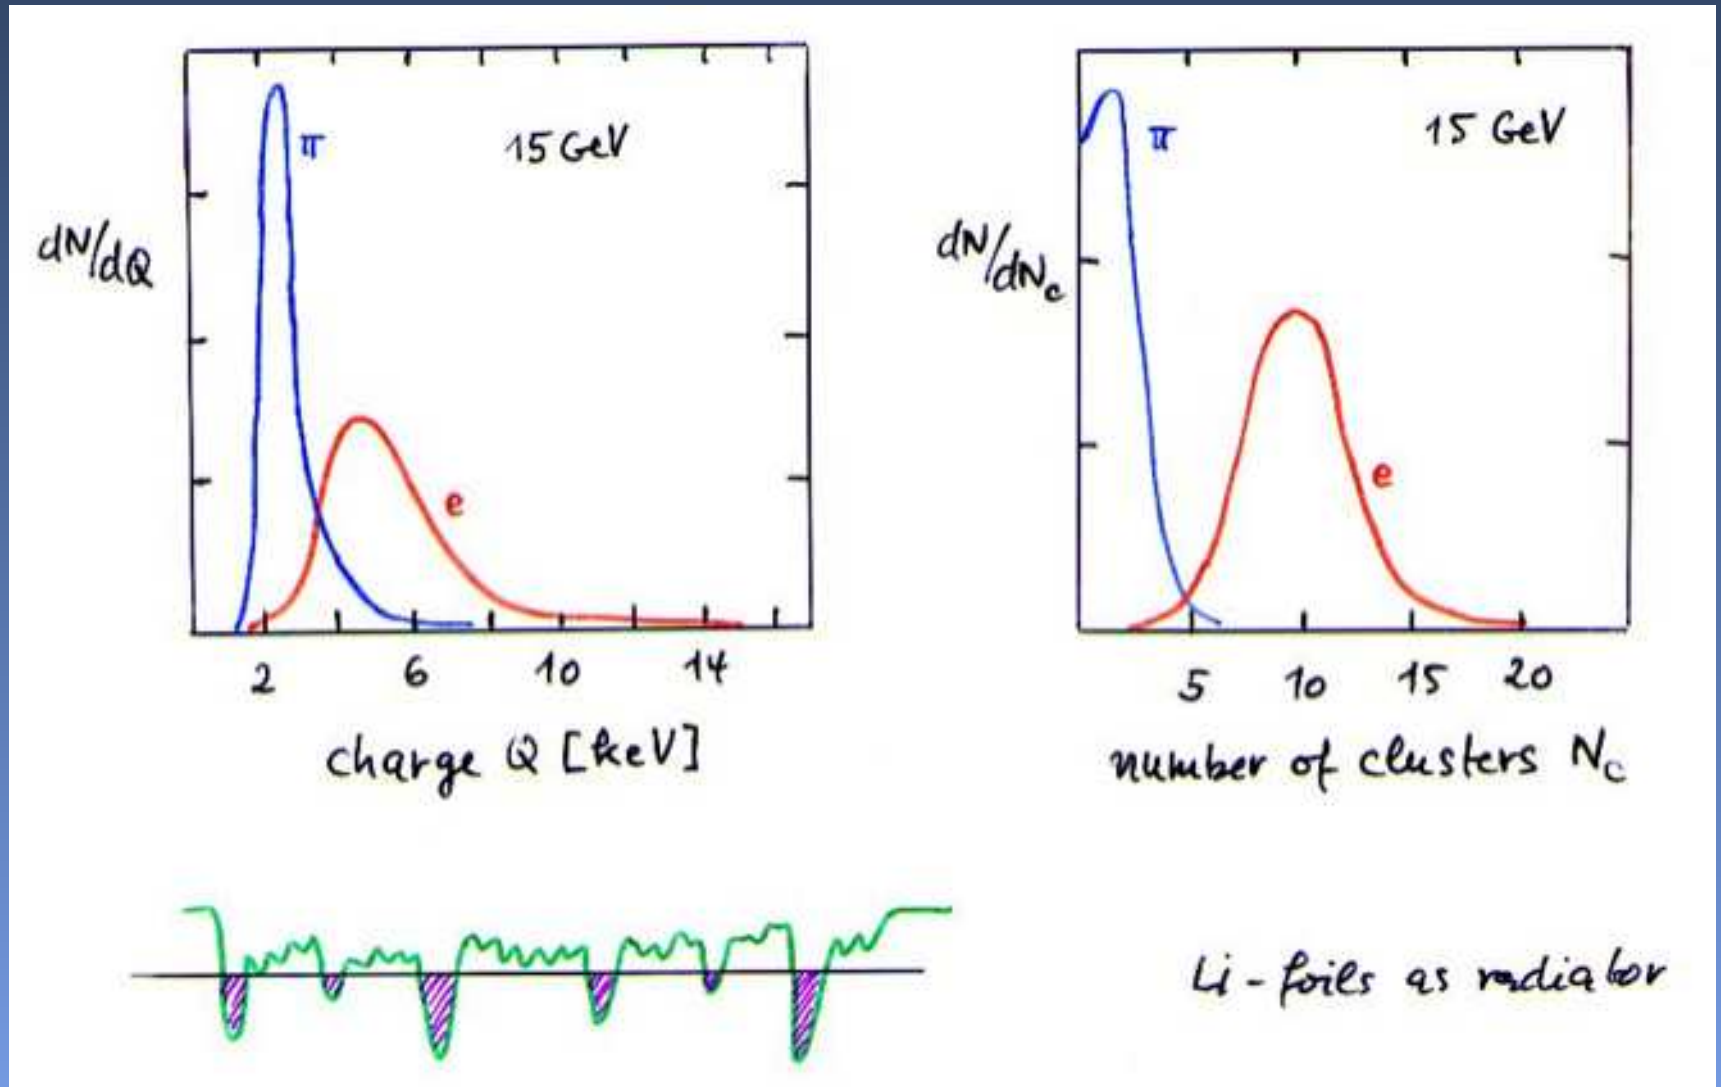 π
15 GeV
dN/dQ
e
2 6 10 14
charge Q [keV]
π
15 GeV
dN/dNc
e
5 10 15 20
number of clusters Nc
Li-foils as radiator